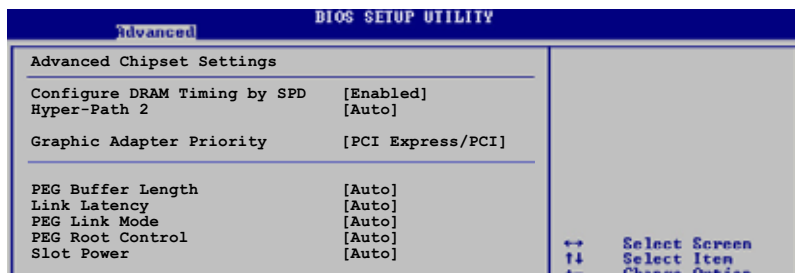 BIOS SETUP UTILITY
Advanced
Advanced Chipset Settings
Configure DRAM Timing by SPD [Enabled]
Hyper-Path 2 [Auto]
Graphic Adapter Priority [PCI Express/PCI]
PEG Buffer Length [Auto]
Link Latency [Auto]
PEG Link Mode [Auto]
PEG Root Control [Auto]
Slot Power [Auto]
↔ Select Screen
↑↓ Select Item
+- Change Option